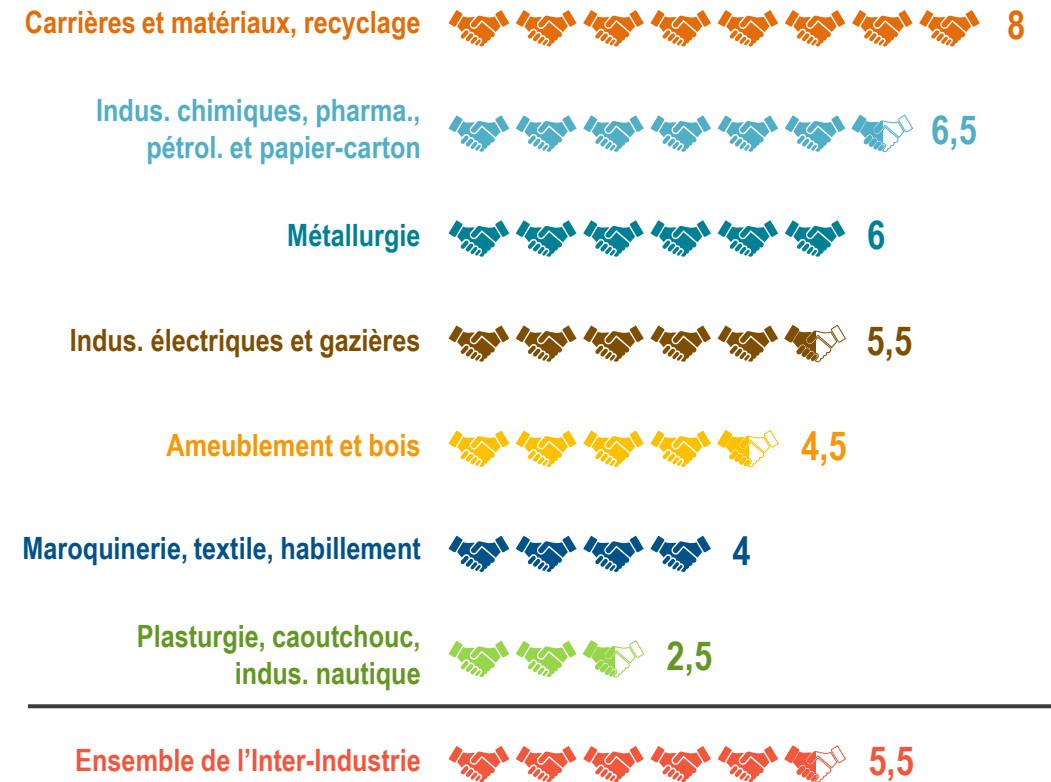 Carrières et matériaux, recyclage 8
Indus. chimiques, pharma.,
pétrol. et papier-carton 6,5
Métallurgie 6
Indus. électriques et gazières 5,5
Ameublement et bois 4,5
Maroquinerie, textile, habillement 4
Plasturgie, caoutchouc,
indus. nautique 2,5
Ensemble de l’Inter-Industrie 5,5